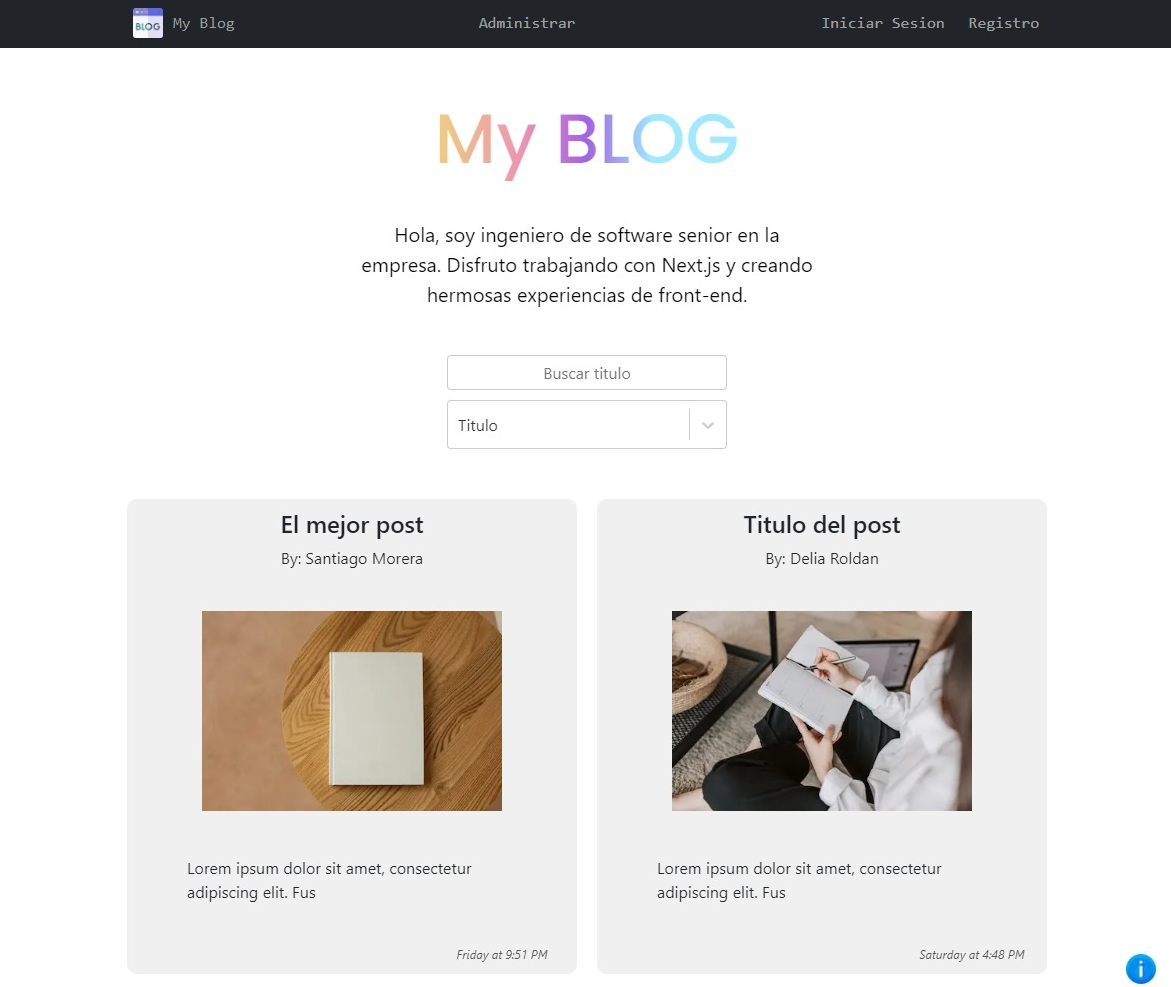 BLOG
My Blog
Administrar
Iniciar Sesion
Registro
My BLOG
Hola, soy ingeniero de software senior en la
empresa. Disfruto trabajando con Next.js y creando
hermosas experiencias de front-end.
Buscar titulo
Titulo
El mejor post
By: Santiago Morera
Lorem ipsum dolor sit amet, consectetur
adipiscing elit. Fus
Friday at 9:51 PM
Titulo del post
By: Delia Roldan
Lorem ipsum dolor sit amet, consectetur
adipiscing elit. Fus
Saturday at 4:48 PM
i